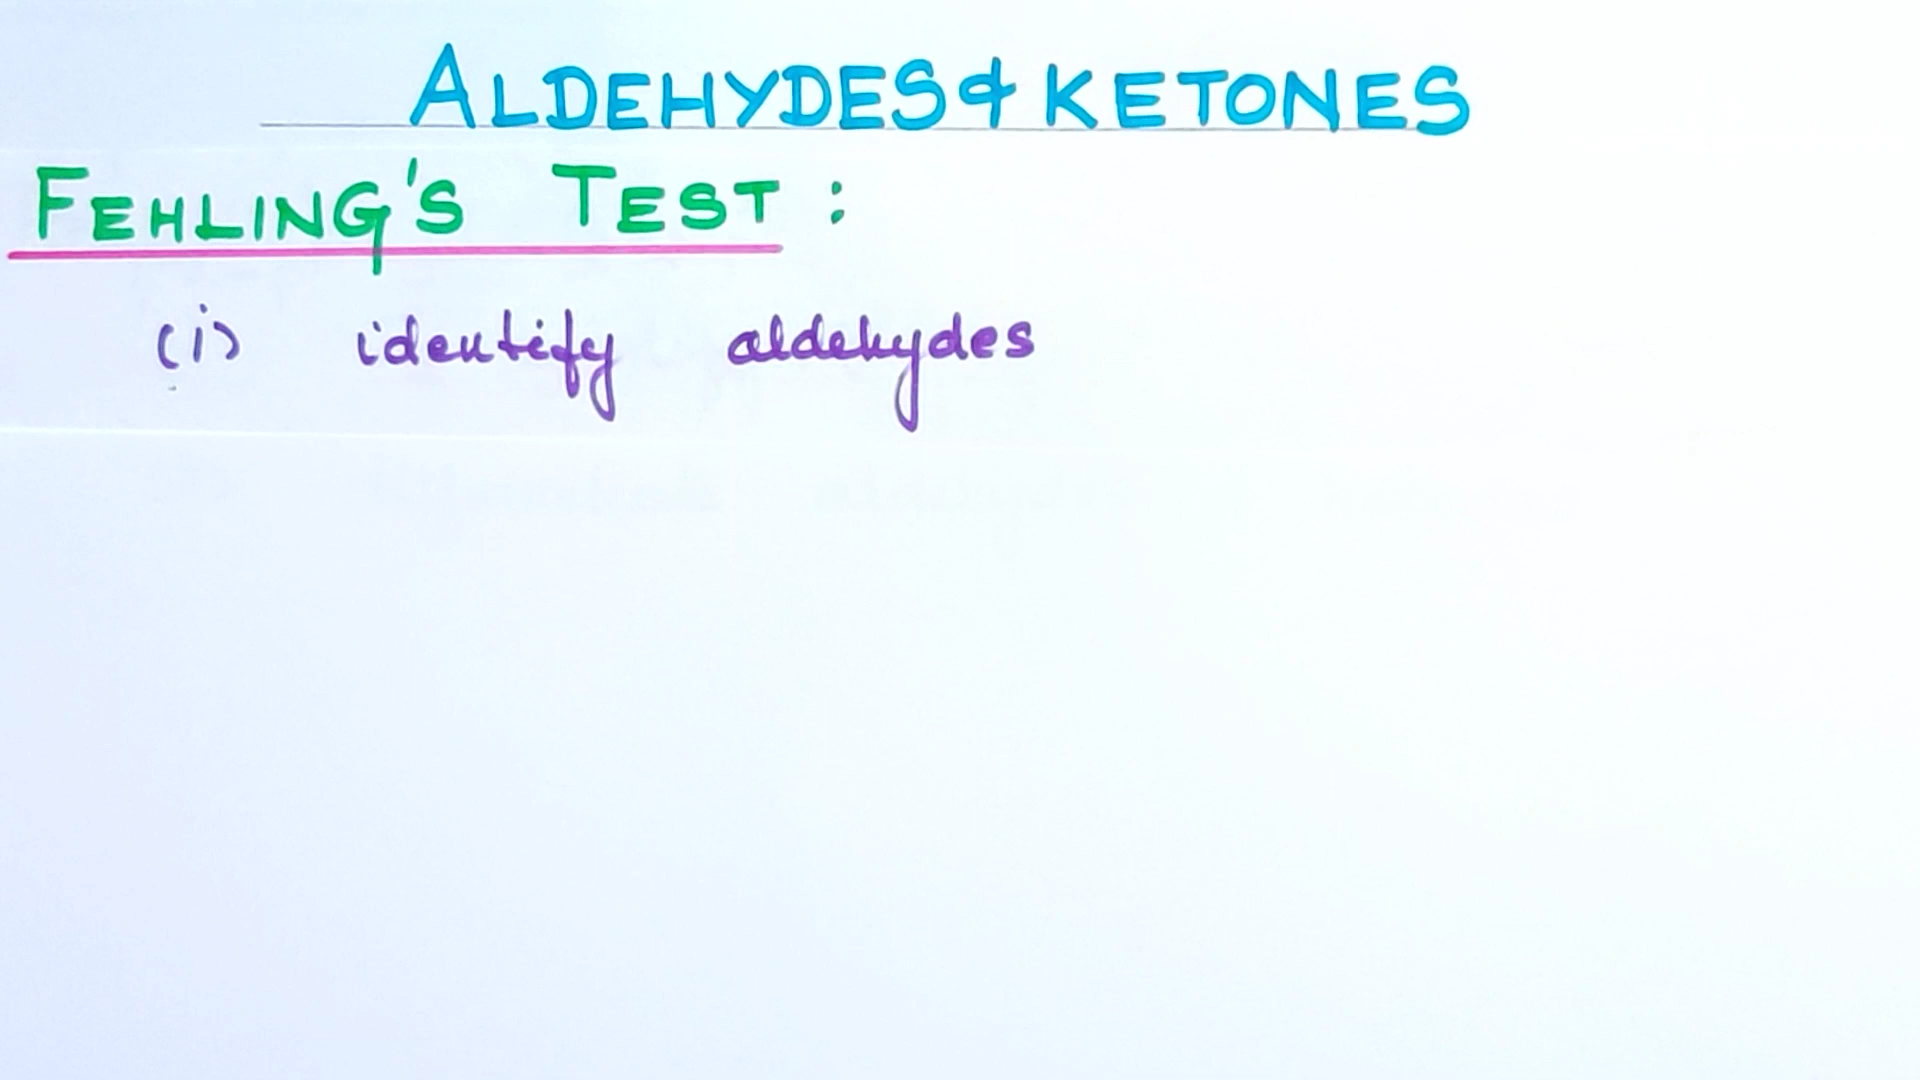 ALDEHYDES & KETONES
FEHLING'S TEST :
(i) identify aldehydes